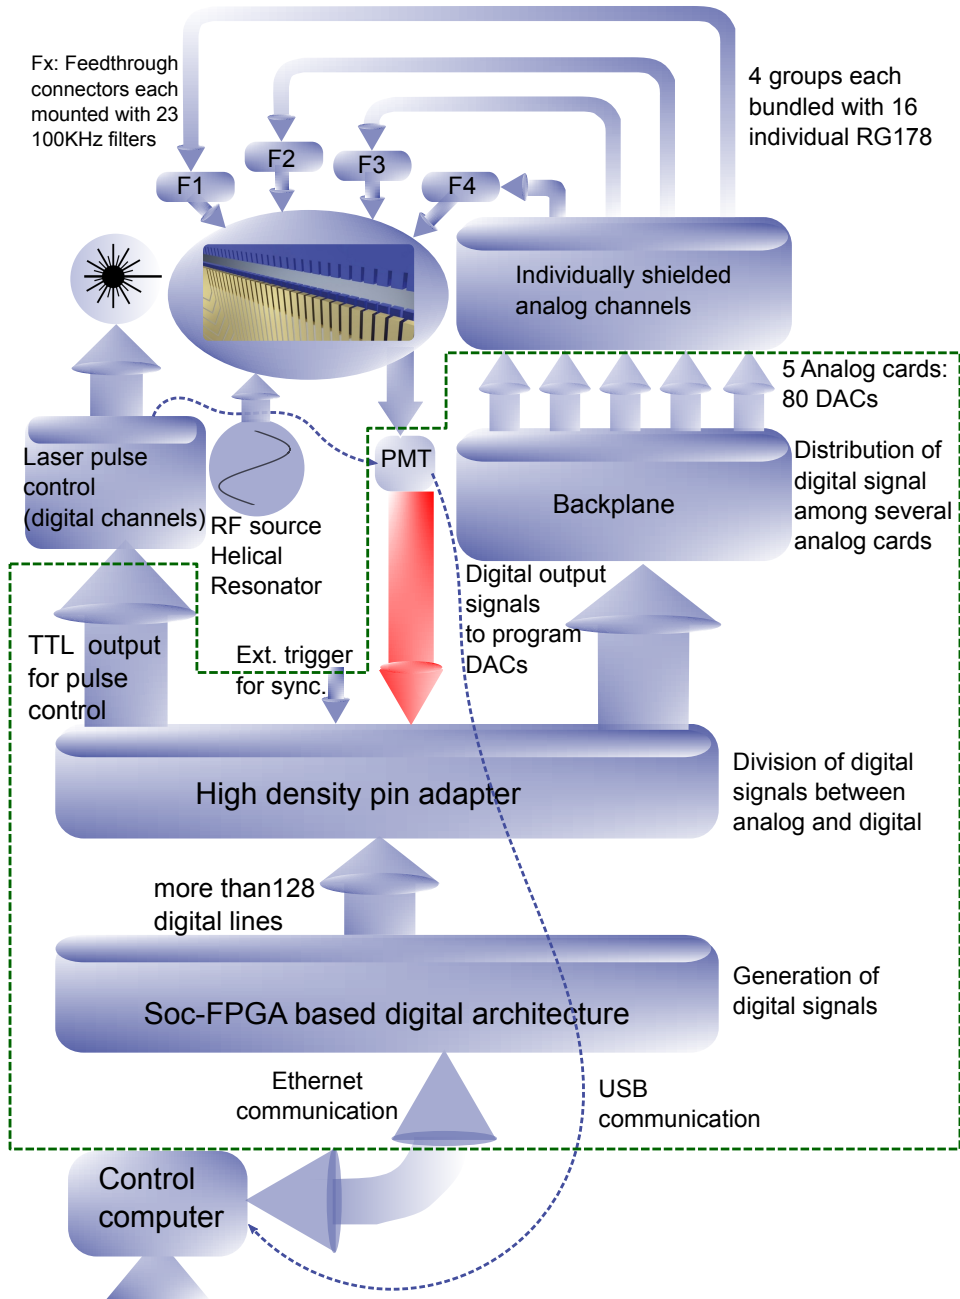 Fx: Feedthrough
connectors each
mounted with 23
100KHz filters
4 groups each
bundled with 16
individual RG178
F1
F2
F3
F4
Individually shielded
analog channels
5 Analog cards:
80 DACs
Laser pulse
control
(digital channels)
RF source
Helical
Resonator
PMT
Backplane
Distribution of
digital signal
among several
analog cards
Digital output
signals
to program
DACs
TTL output
for pulse
control
Ext. trigger
for sync.
High density pin adapter
Division of digital
signals between
analog and digital
more than128
digital lines
Soc-FPGA based digital architecture
Generation of
digital signals
Ethernet
communication
USB
communication
Control
computer